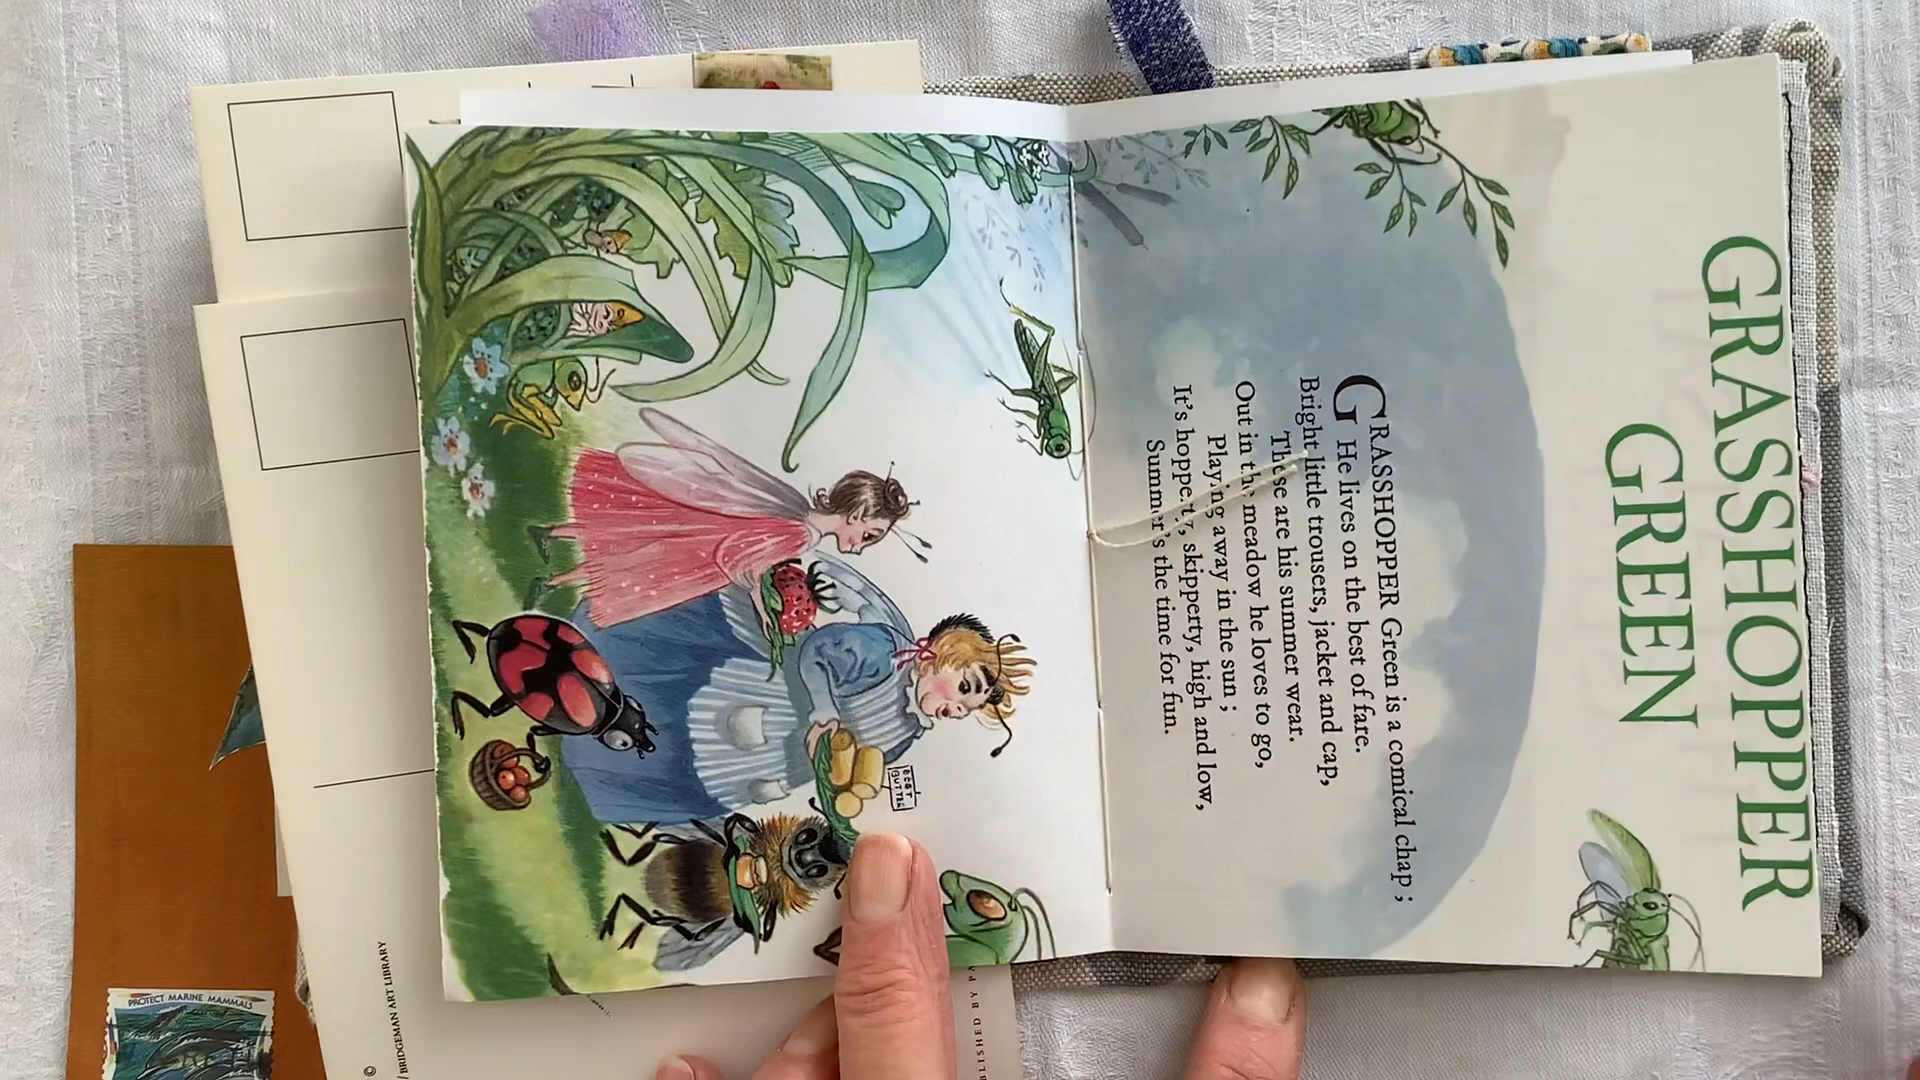 GRASSHOPPER
GREEN
GRASSHOPPER Green is a comical chap ;
He lives on the best of fare.
Bright little trousers, jacket and cap,
These are his summer wear.
Out in the meadow he loves to go,
Playing away in the sun ;
It's hopperty, skipperty, high and low,
Summer's the time for fun.
BEST
BUTTER
PROTECT MARINE MAMMALS
©
/ BRIDGEMAN ART LIBRARY